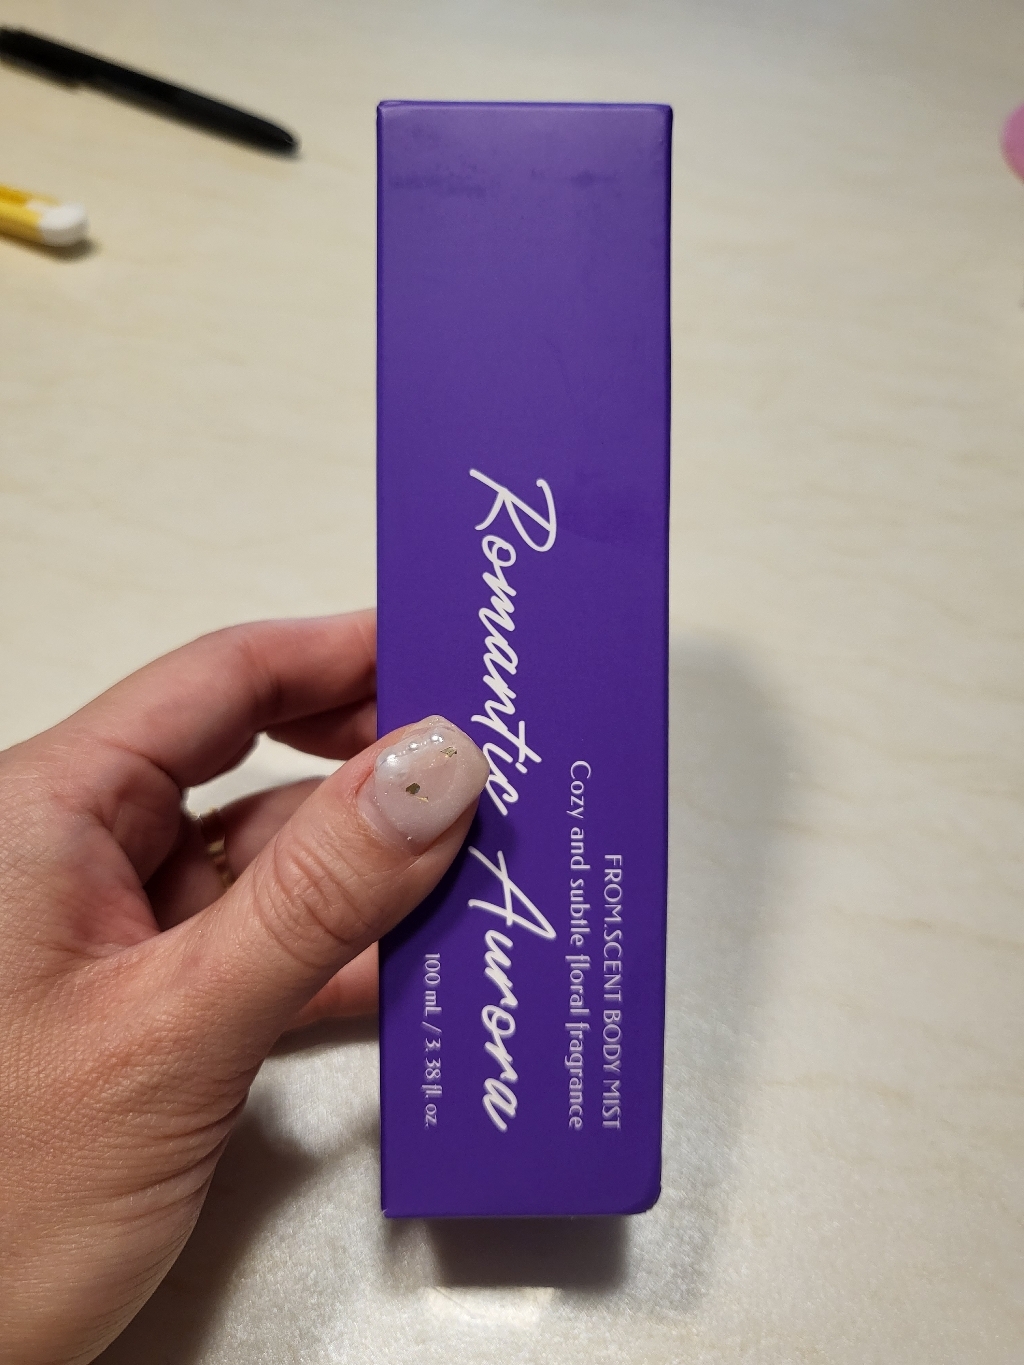 FROM.SCENT BODY MIST
Cozy and subtle floral fragrance
Romantic Aurora
100 mL / 3. 38 fl. oz.